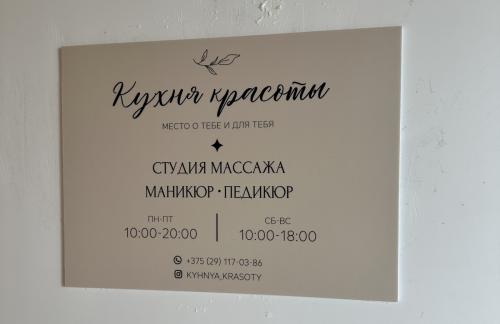 Кухня красоты
МЕСТО О ТЕБЕ И ДЛЯ ТЕБЯ
СТУДИЯ МАССАЖА
МАНИКЮР • ПЕДИКЮР
ПН-ПТ
10:00-20:00
СБ-ВС
10:00-18:00
+375 (29) 117-03-86
KYHNYA_KRASOTY